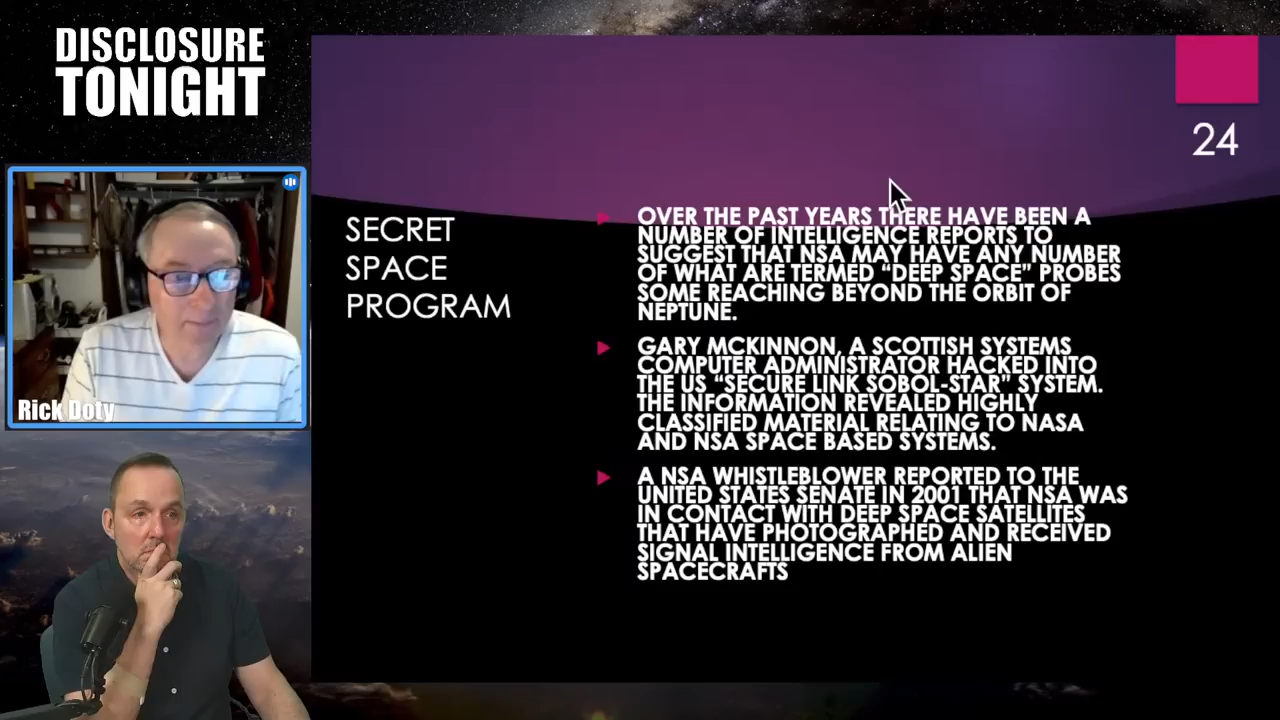 DISCLOSURE
TONIGHT
Rick Doty
24
SECRET
SPACE
PROGRAM
OVER THE PAST YEARS THERE HAVE BEEN A
NUMBER OF INTELLIGENCE REPORTS TO
SUGGEST THAT NSA MAY HAVE ANY NUMBER
OF WHAT ARE TERMED “DEEP SPACE” PROBES
SOME REACHING BEYOND THE ORBIT OF
NEPTUNE.
GARY MCKINNON, A SCOTTISH SYSTEMS
COMPUTER ADMINISTRATOR HACKED INTO
THE US “SECURE LINK SOBOL-STAR” SYSTEM.
THE INFORMATION REVEALED HIGHLY
CLASSIFIED MATERIAL RELATING TO NASA
AND NSA SPACE BASED SYSTEMS.
A NSA WHISTLEBLOWER REPORTED TO THE
UNITED STATES SENATE IN 2001 THAT NSA WAS
IN CONTACT WITH DEEP SPACE SATELLITES
THAT HAVE PHOTOGRAPHED AND RECEIVED
SIGNAL INTELLIGENCE FROM ALIEN
SPACECRAFTS